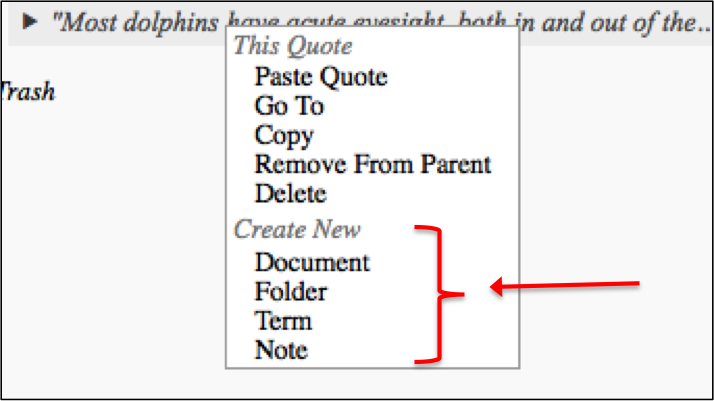 "Most dolphins have acute eyesight, both in and out of the...
This Quote
Paste Quote
Go To
Copy
Remove From Parent
Delete
Create New
Document
Folder
Term
Note
Trash